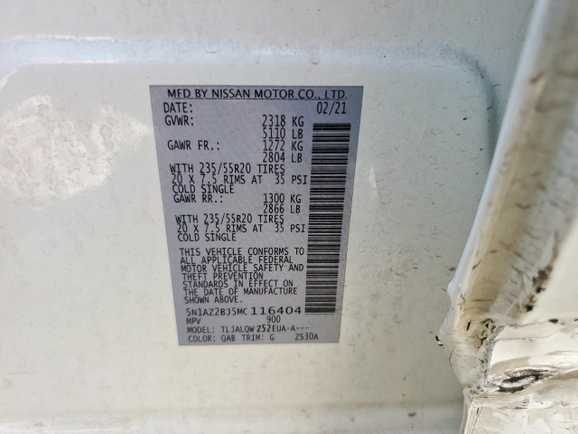 MFD BY NISSAN MOTOR CO., LTD.
DATE: 02/21
GVWR: 2318 KG
5110 LB
GAWR FR.: 1272 KG
2804 LB
WITH 235/55R20 TIRES
20 X 7.5 RIMS AT 35 PSI
COLD SINGLE
GAWR RR.: 1300 KG
2866 LB
WITH 235/55R20 TIRES
20 X 7.5 RIMS AT 35 PSI
COLD SINGLE
THIS VEHICLE CONFORMS TO
ALL APPLICABLE FEDERAL
MOTOR VEHICLE SAFETY AND
THEFT PREVENTION
STANDARDS IN EFFECT ON
THE DATE OF MANUFACTURE
SHOWN ABOVE.
5N1AZ2BJ5MC116404
MPV 900
MODEL: TL1ALQW Z52EUA-A---
COLOR: QAB TRIM: G 2530A